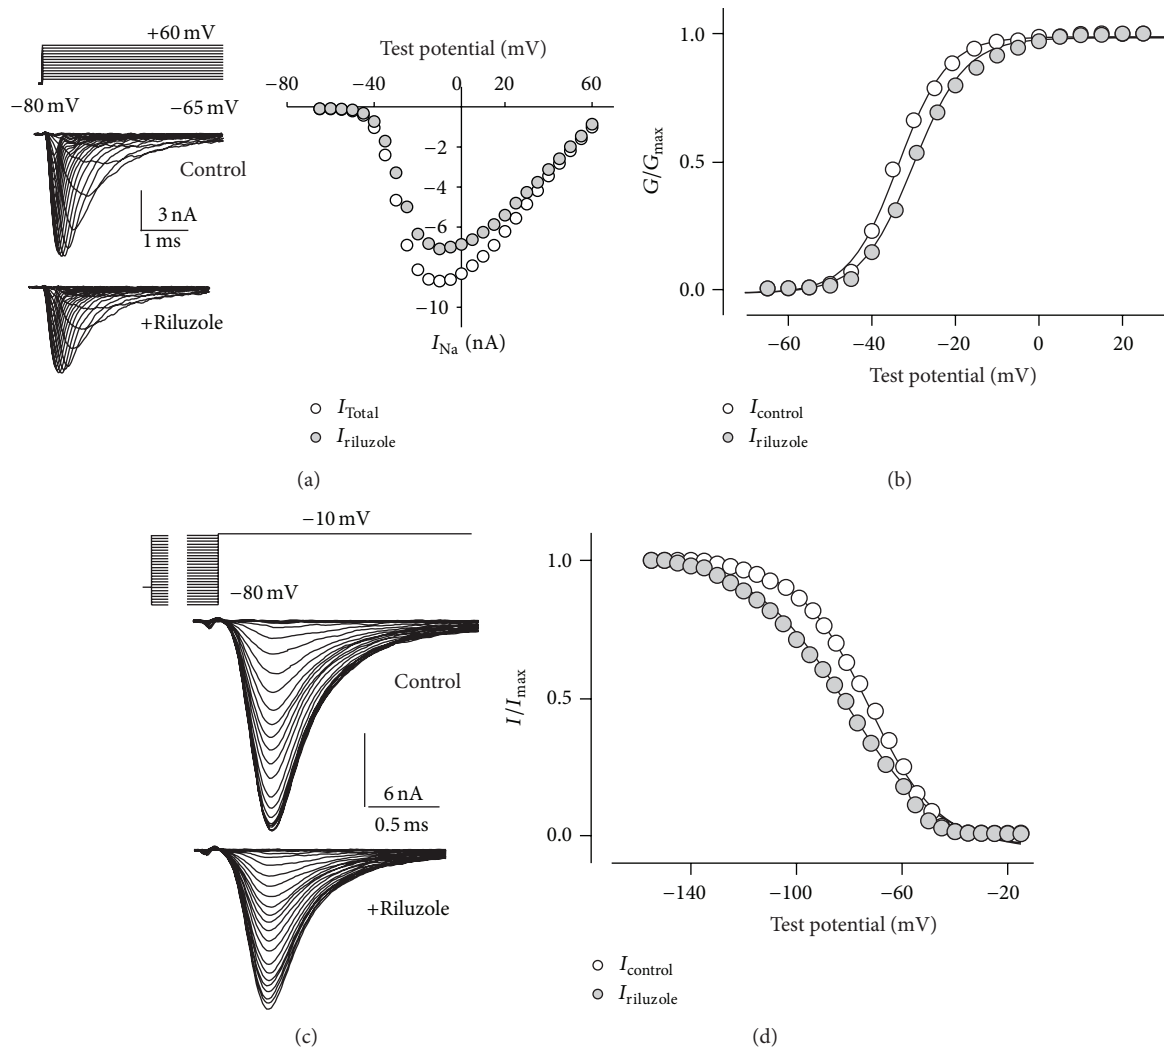 +60 mV
−80 mV
−65 mV
Control
3 nA
1 ms
+Riluzole
Test potential (mV)
−80
−40
0
20
60
−2
−4
−6
−8
−10
I_Na (nA)
I_Total
I_riluzole
(a)
G/G_max
1.0
0.5
0.0
−60
−40
−20
0
20
Test potential (mV)
I_control
I_riluzole
(b)
−10 mV
−80 mV
Control
6 nA
0.5 ms
+Riluzole
(c)
I/I_max
1.0
0.5
0.0
−140
−100
−60
−20
Test potential (mV)
I_control
I_riluzole
(d)